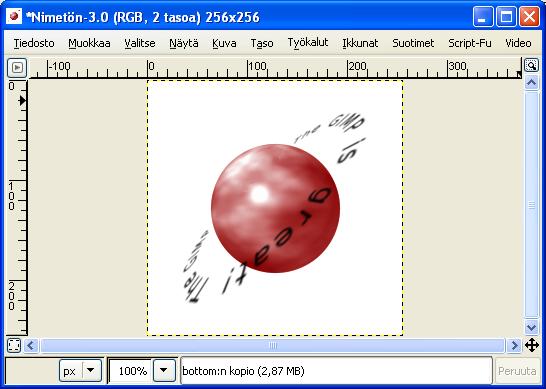 *Nimetön-3.0 (RGB, 2 tasoa) 256x256
Tiedosto Muokkaa Valitse Näytä Kuva Taso Työkalut Ikkunat Suotimet Script-Fu Video
-100 0 100 200 300
0
100
200
The GIMP is great!
px 100% bottom:n kopio (2,87 MB) Peruuta